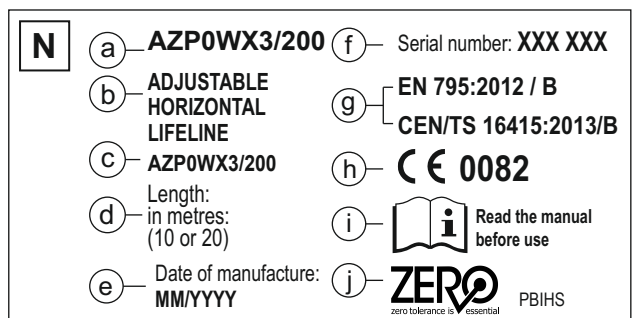 N
a AZP0WX3/200
b ADJUSTABLE
HORIZONTAL
LIFELINE
c AZP0WX3/200
d Length:
in metres:
(10 or 20)
e Date of manufacture:
MM/YYYY
f Serial number: XXX XXX
g EN 795:2012 / B
CEN/TS 16415:2013/B
h CE 0082
i i Read the manual
before use
j ZERO
zero tolerance is essential
PBIHS